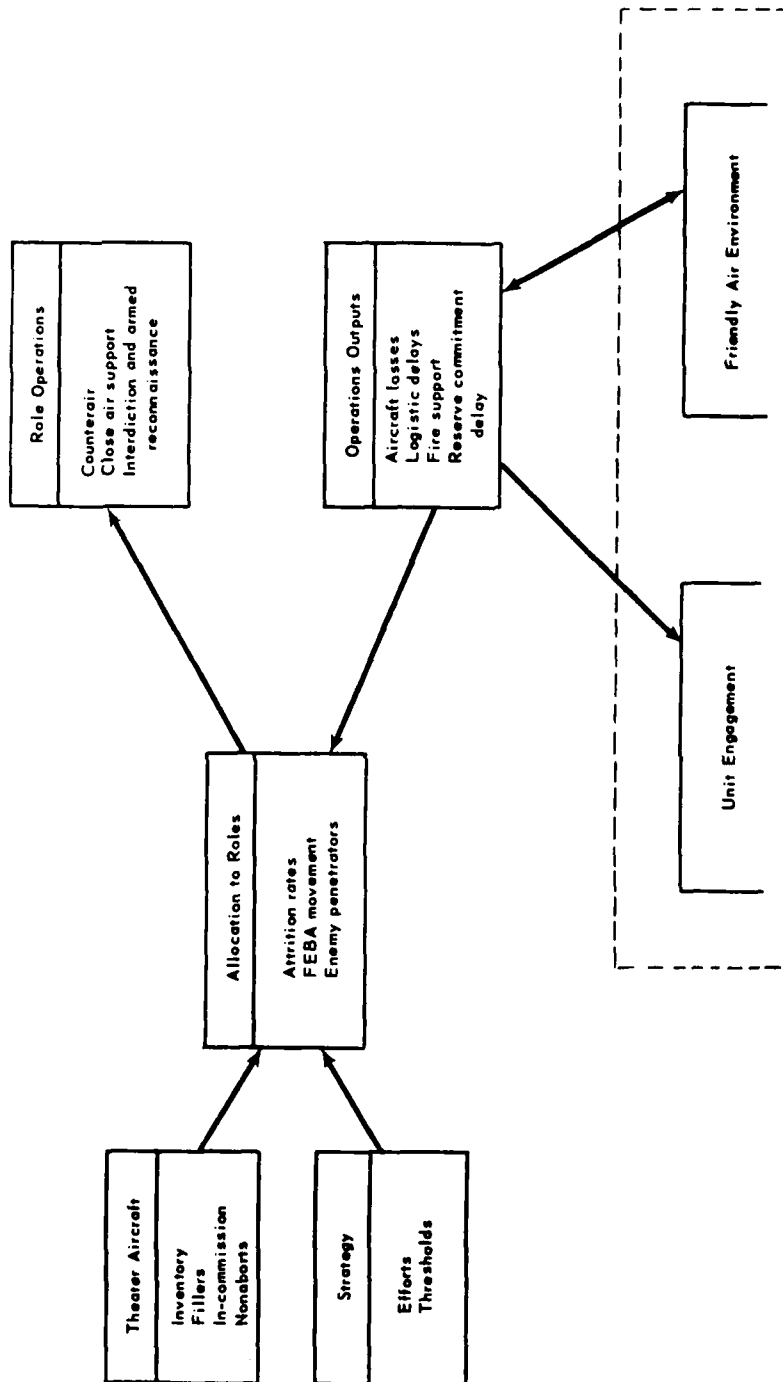 Theater Aircraft
Inventory
Fillers
In-commission
Nonaborts
Strategy
Efforts
Thresholds
Allocation to Roles
Attrition rates
FEBA movement
Enemy penetrators
Role Operations
Counterair
Close air support
Interdiction and armed
reconnaissance
Operations Outputs
Aircraft losses
Logistic delays
Fire support
Reserve commitment
delay
Unit Engagement
Friendly Air Environment